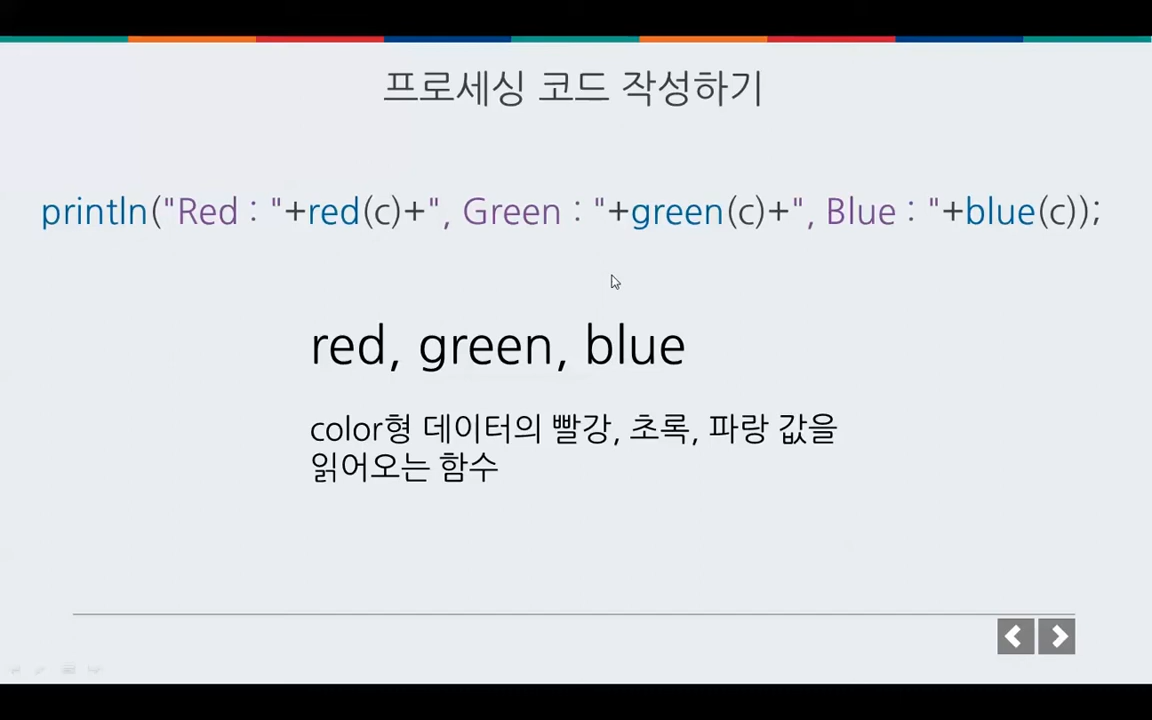 프로세싱 코드 작성하기
println("Red : "+red(c)+", Green : "+green(c)+", Blue : "+blue(c));
red, green, blue
color형 데이터의 빨강, 초록, 파랑 값을
읽어오는 함수